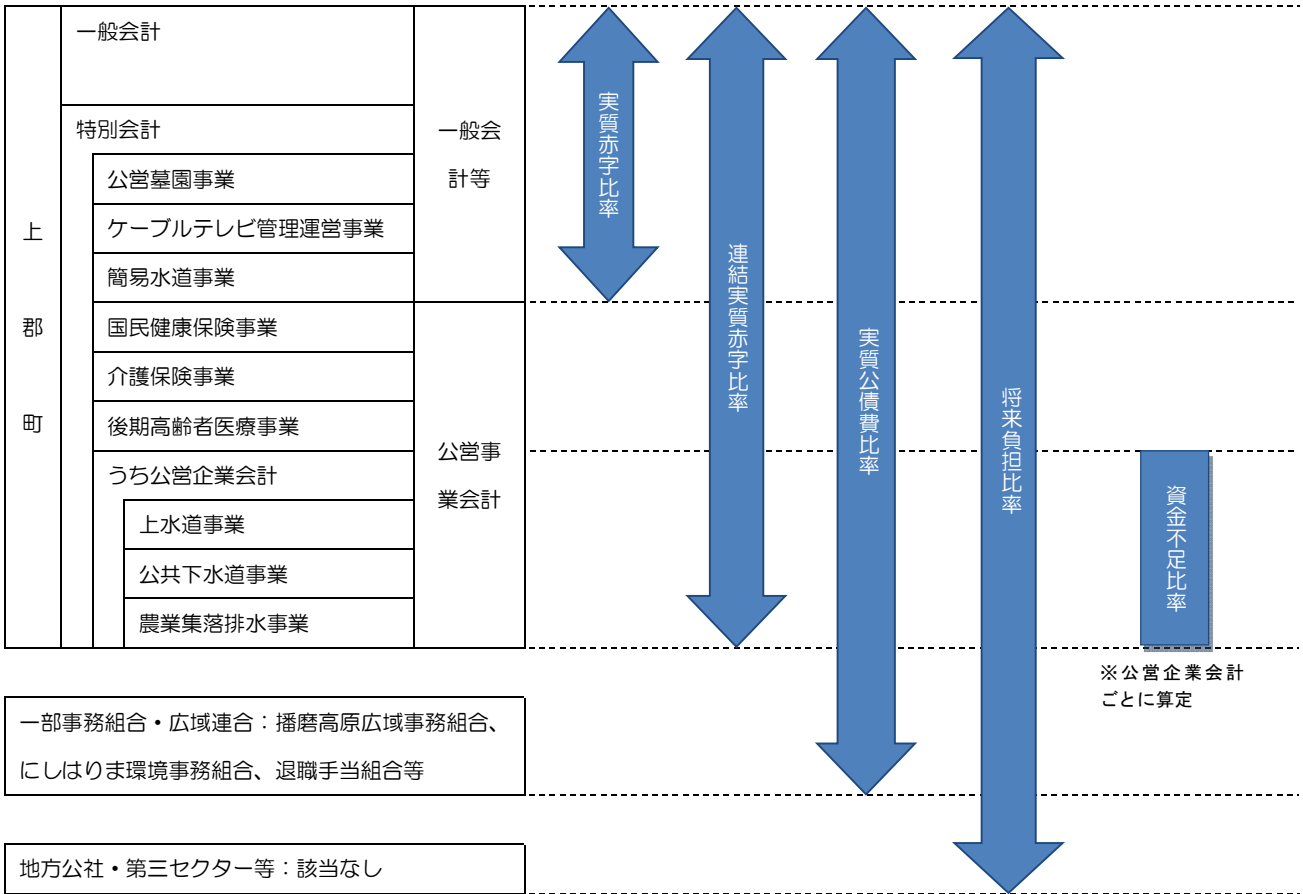 上郡町
一般会計
特別会計
公営墓園事業
ケーブルテレビ管理運営事業
簡易水道事業
国民健康保険事業
介護保険事業
後期高齢者医療事業
うち公営企業会計
上水道事業
公共下水道事業
農業集落排水事業
一般会
計等
公営事
業会計
実質赤字比率
連結実質赤字比率
実質公債費比率
将来負担比率
資金不足比率
※公営企業会計
ごとに算定
一部事務組合・広域連合：播磨高原広域事務組合、
にしはりま環境事務組合、退職手当組合等
地方公社・第三セクター等：該当なし